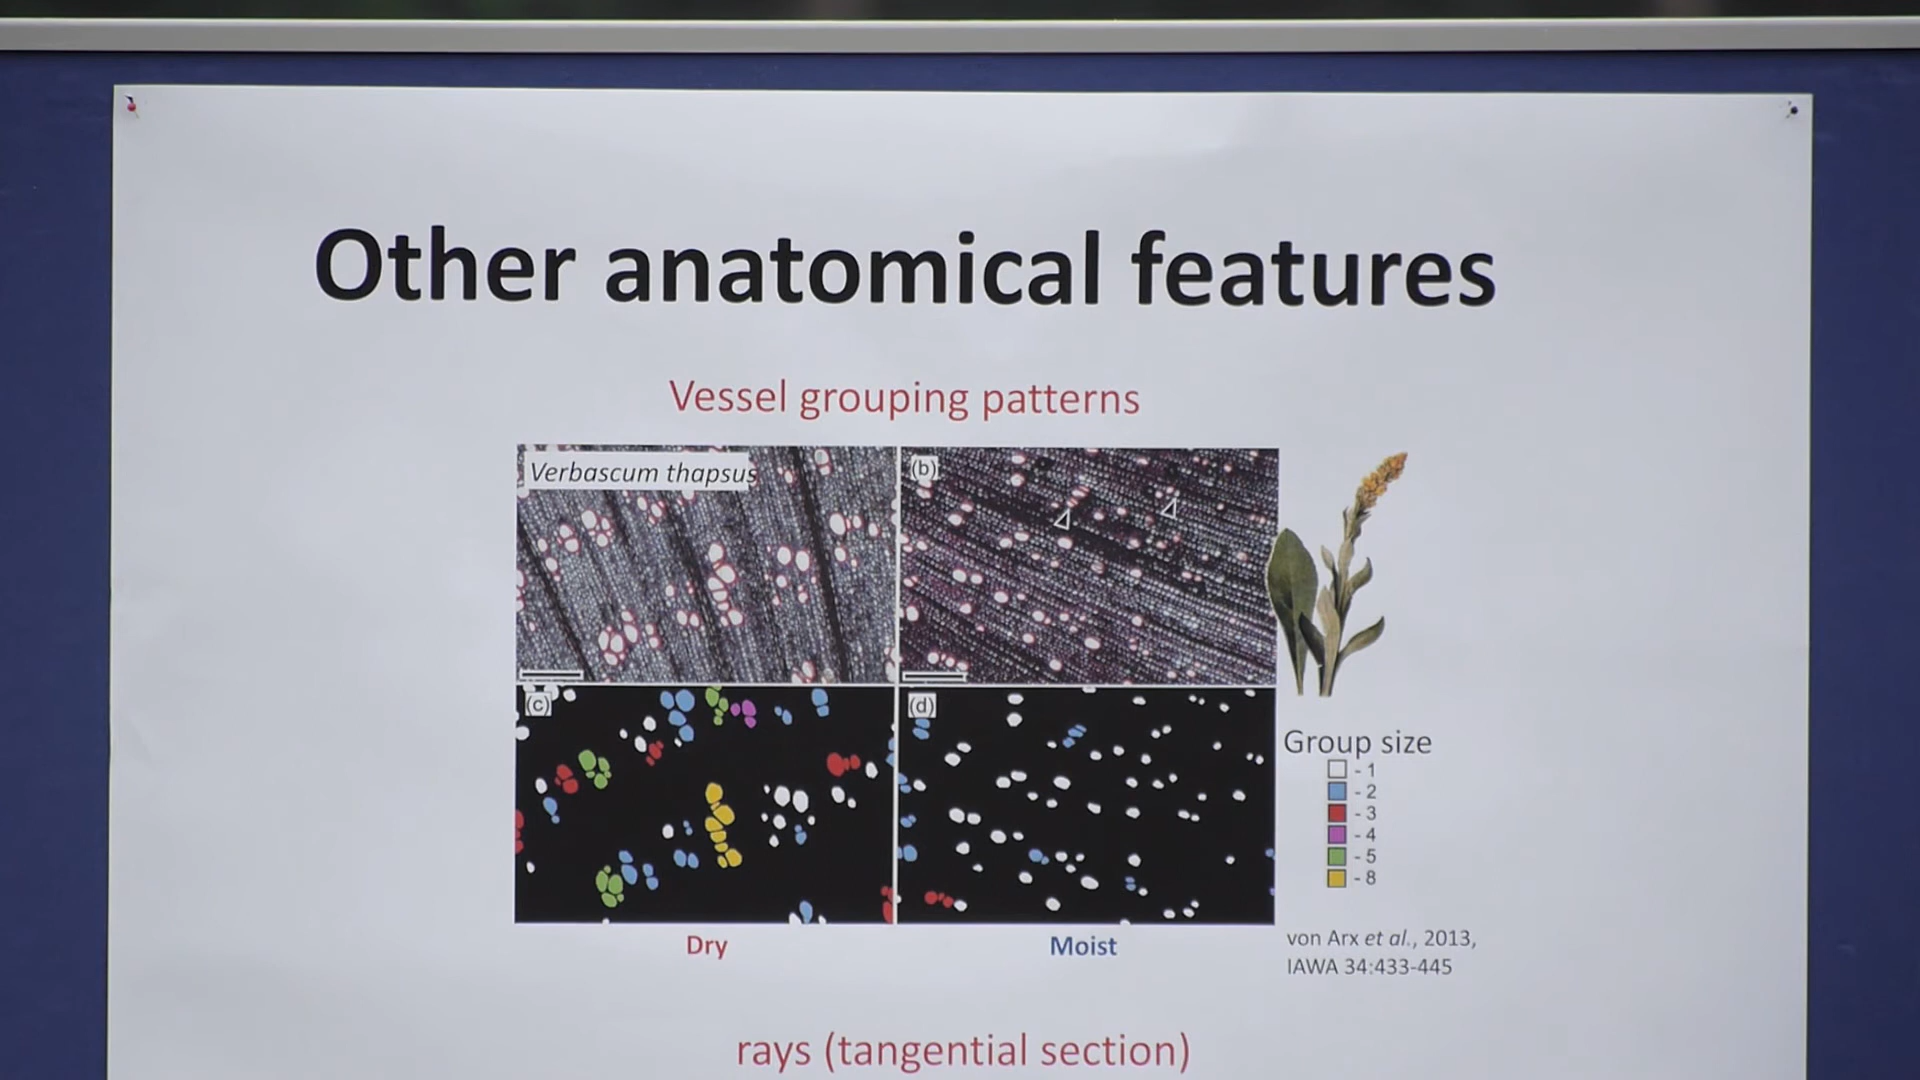 Other anatomical features
Vessel grouping patterns
Verbascum thapsus
(b)
(c)
(d)
Group size
- 1
- 2
- 3
- 4
- 5
- 8
Dry
Moist
von Arx et al., 2013,
IAWA 34:433-445
rays (tangential section)